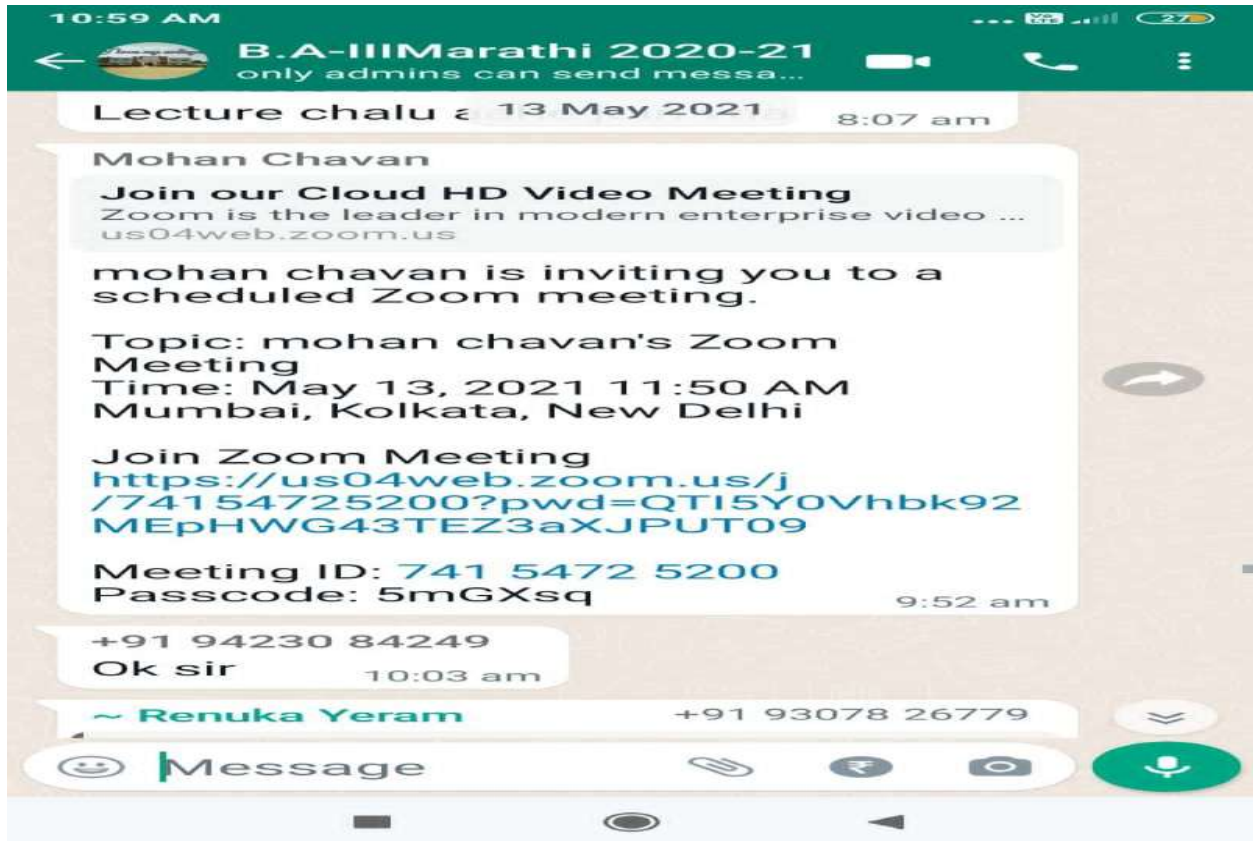 10:59 AM
27
B.A-IIIMarathi 2020-21
only admins can send messa...
Lecture chalu
13 May 2021
8:07 am
Mohan Chavan
Join our Cloud HD Video Meeting
Zoom is the leader in modern enterprise video ...
us04web.zoom.us
mohan chavan is inviting you to a
scheduled Zoom meeting.
Topic: mohan chavan's Zoom
Meeting
Time: May 13, 2021 11:50 AM
Mumbai, Kolkata, New Delhi
Join Zoom Meeting
https://us04web.zoom.us/j
/74154725200?pwd=QTI5Y0Vhbk92
MEpHWG43TEZ3aXJPUT09
Meeting ID: 741 5472 5200
Passcode: 5mGXsq
9:52 am
+91 94230 84249
Ok sir
10:03 am
~ Renuka Yeram
+91 93078 26779
Message